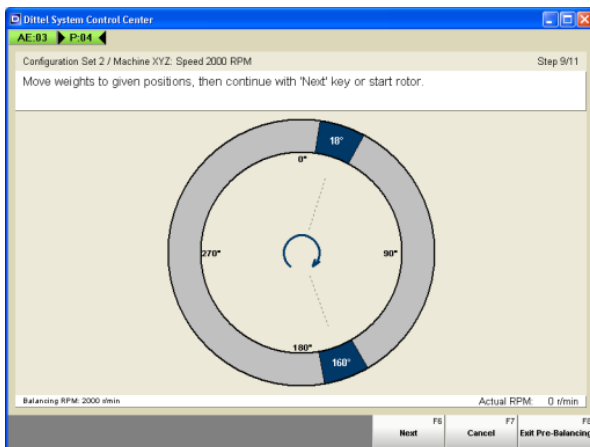 Dittel System Control Center
AE:03 P:04
Configuration Set 2 / Machine XYZ: Speed 2000 RPM Step 9/11
Move weights to given positions, then continue with 'Next' key or start rotor.
18°
0°
270° 90°
180°
160°
Balancing RPM: 2000 r/min Actual RPM: 0 r/min
F6 F7 F8
Next Cancel Exit Pre-Balancing